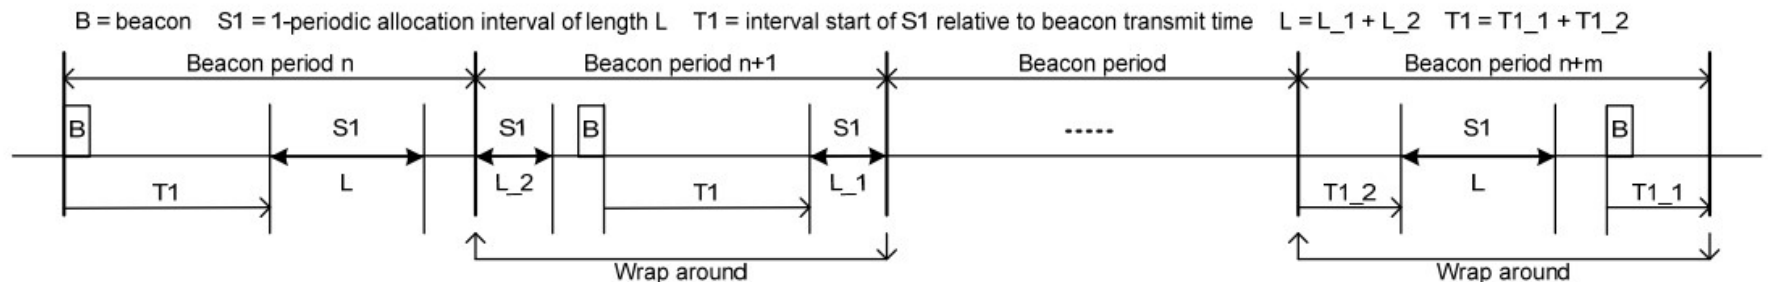 B = beacon S1 = 1-periodic allocation interval of length L T1 = interval start of S1 relative to beacon transmit time L = L_1 + L_2 T1 = T1_1 + T1_2
Beacon period n Beacon period n+1 Beacon period Beacon period n+m
B S1 S1 B S1 ----- S1 B
L L_2 L_1 L
T1 T1 T1_2 T1_1
Wrap around Wrap around